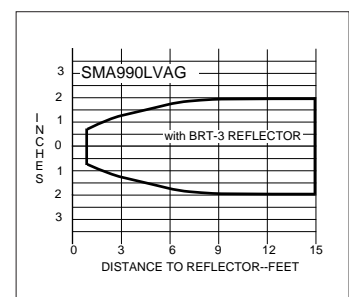 SMA990LVAG
with BRT-3 REFLECTOR
INCHES
3
2
1
0
1
2
3
0 3 6 9 12 15
DISTANCE TO REFLECTOR--FEET